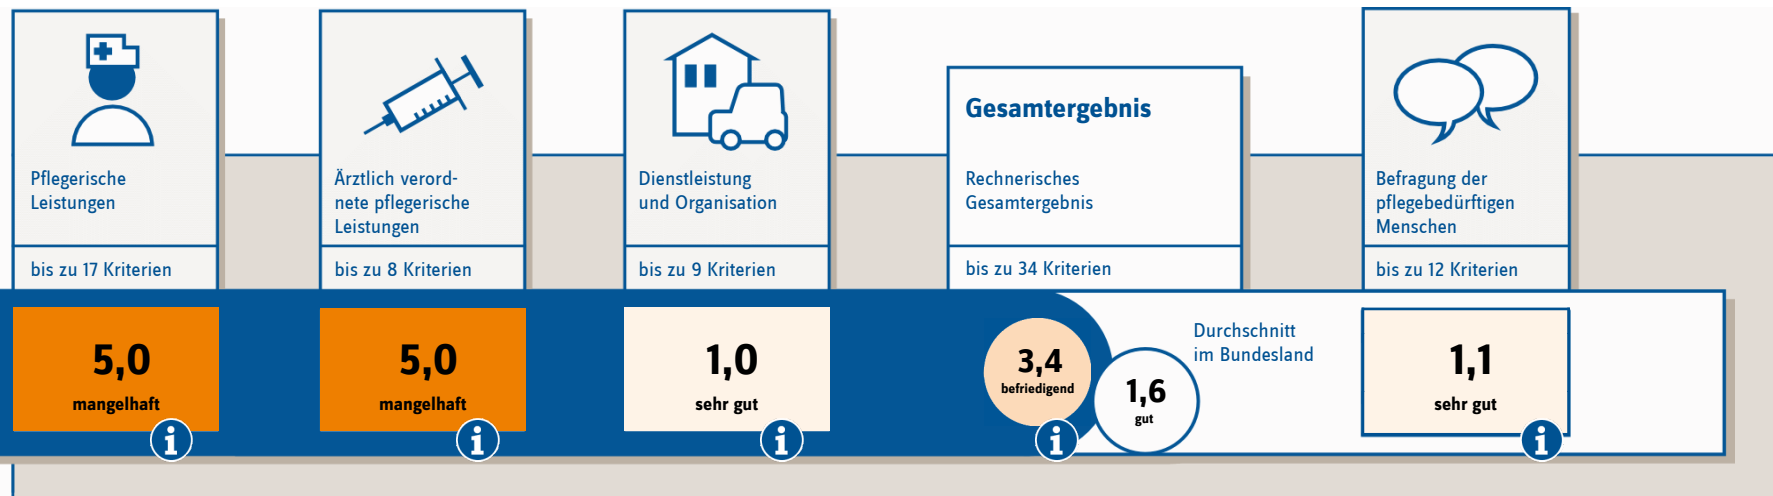 Pflegerische
Leistungen
bis zu 17 Kriterien
5,0
mangelhaft
i
Ärztlich verord-
nete pflegerische
Leistungen
bis zu 8 Kriterien
5,0
mangelhaft
i
Dienstleistung
und Organisation
bis zu 9 Kriterien
1,0
sehr gut
i
Gesamtergebnis
Rechnerisches
Gesamtergebnis
bis zu 34 Kriterien
3,4
befriedigend
i
1,6
gut
Durchschnitt
im Bundesland
Befragung der
pflegebedürftigen
Menschen
bis zu 12 Kriterien
1,1
sehr gut
i